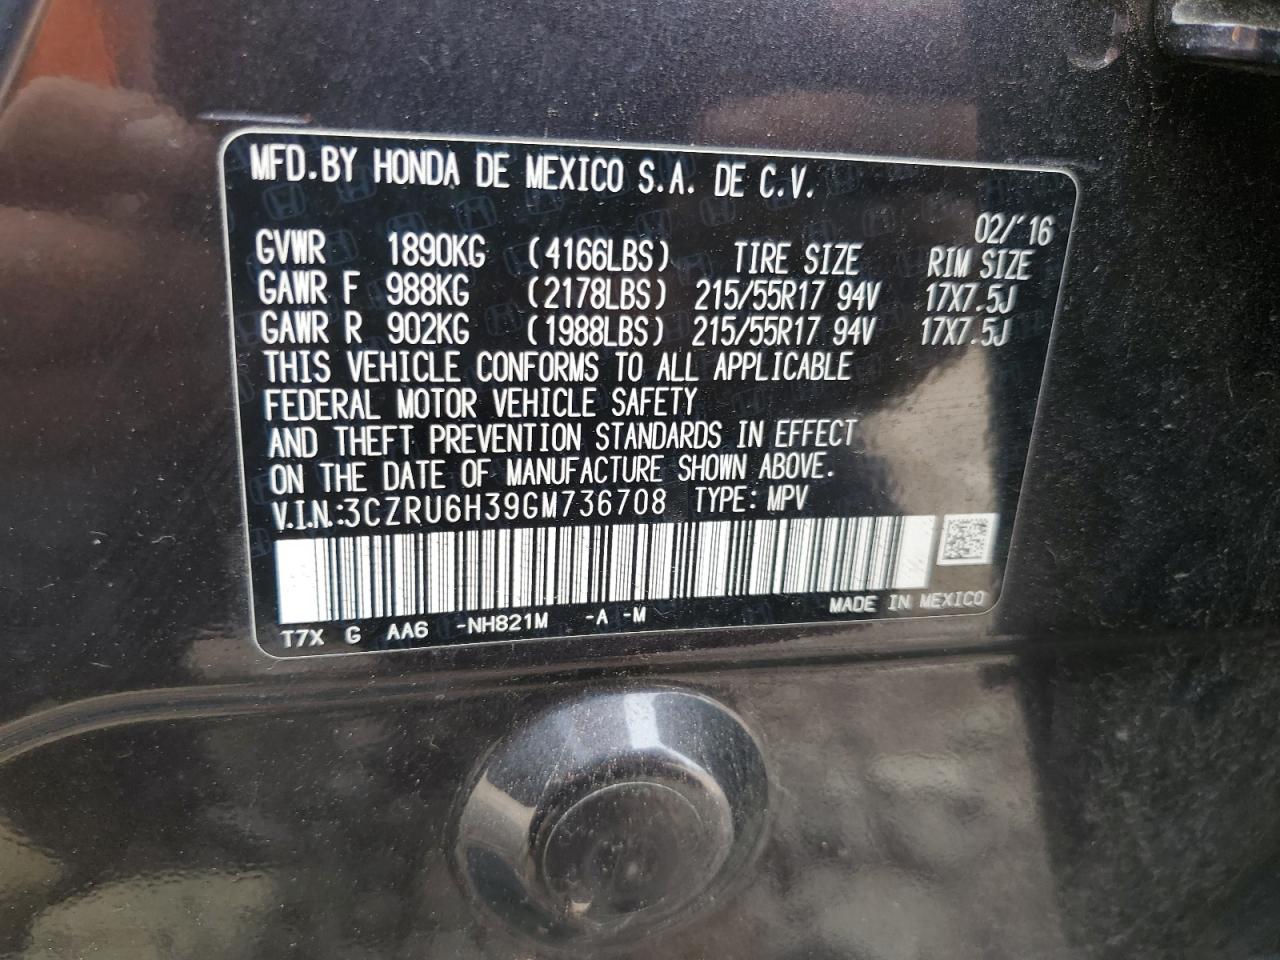 MFD.BY HONDA DE MEXICO S.A. DE C.V.
02/'16
GVWR 1890KG (4166LBS) TIRE SIZE RIM SIZE
GAWR F 988KG (2178LBS) 215/55R17 94V 17X7.5J
GAWR R 902KG (1988LBS) 215/55R17 94V 17X7.5J
THIS VEHICLE CONFORMS TO ALL APPLICABLE
FEDERAL MOTOR VEHICLE SAFETY
AND THEFT PREVENTION STANDARDS IN EFFECT
ON THE DATE OF MANUFACTURE SHOWN ABOVE.
V.I.N.:3CZRU6H39GM736708 TYPE: MPV
MADE IN MEXICO
T7X G AA6 -NH821M -A -M